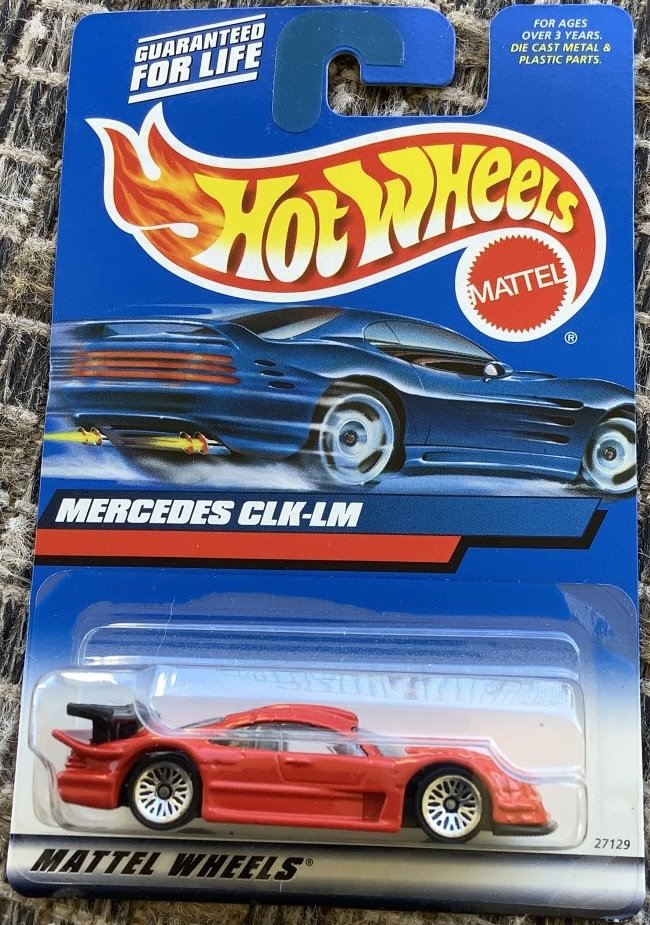 GUARANTEED
FOR LIFE
FOR AGES
OVER 3 YEARS.
DIE CAST METAL &
PLASTIC PARTS.
HOT WHEELS
MATTEL
®
MERCEDES CLK-LM
27129
MATTEL WHEELS®